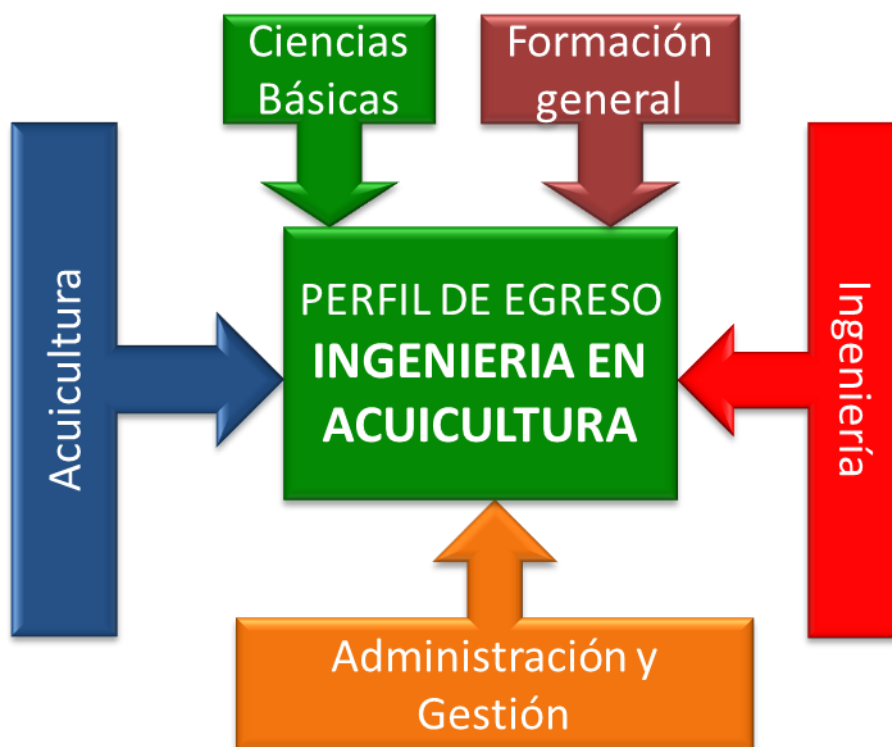 Ciencias
Básicas
Formación
general
Acuicultura
PERFIL DE EGRESO
INGENIERIA EN
ACUICULTURA
Ingeniería
Administración y
Gestión